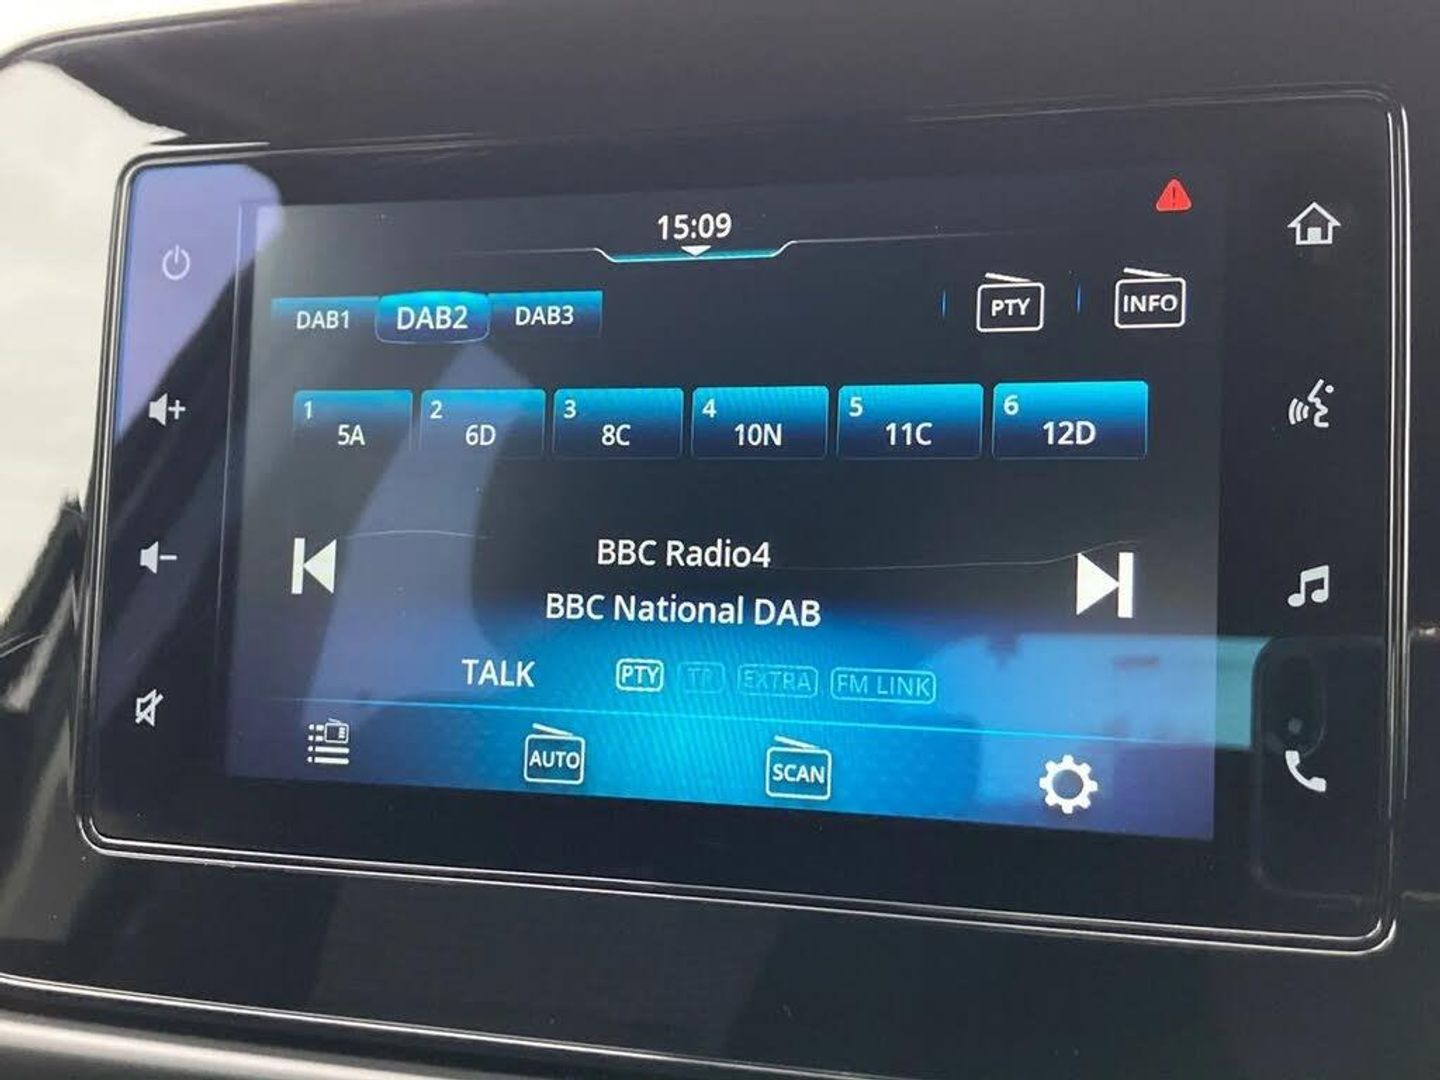 15:09
DAB1 DAB2 DAB3 PTY INFO
1 2 3 4 5 6
5A 6D 8C 10N 11C 12D
BBC Radio4
BBC National DAB
TALK PTY TP EXTRA FM LINK
AUTO SCAN